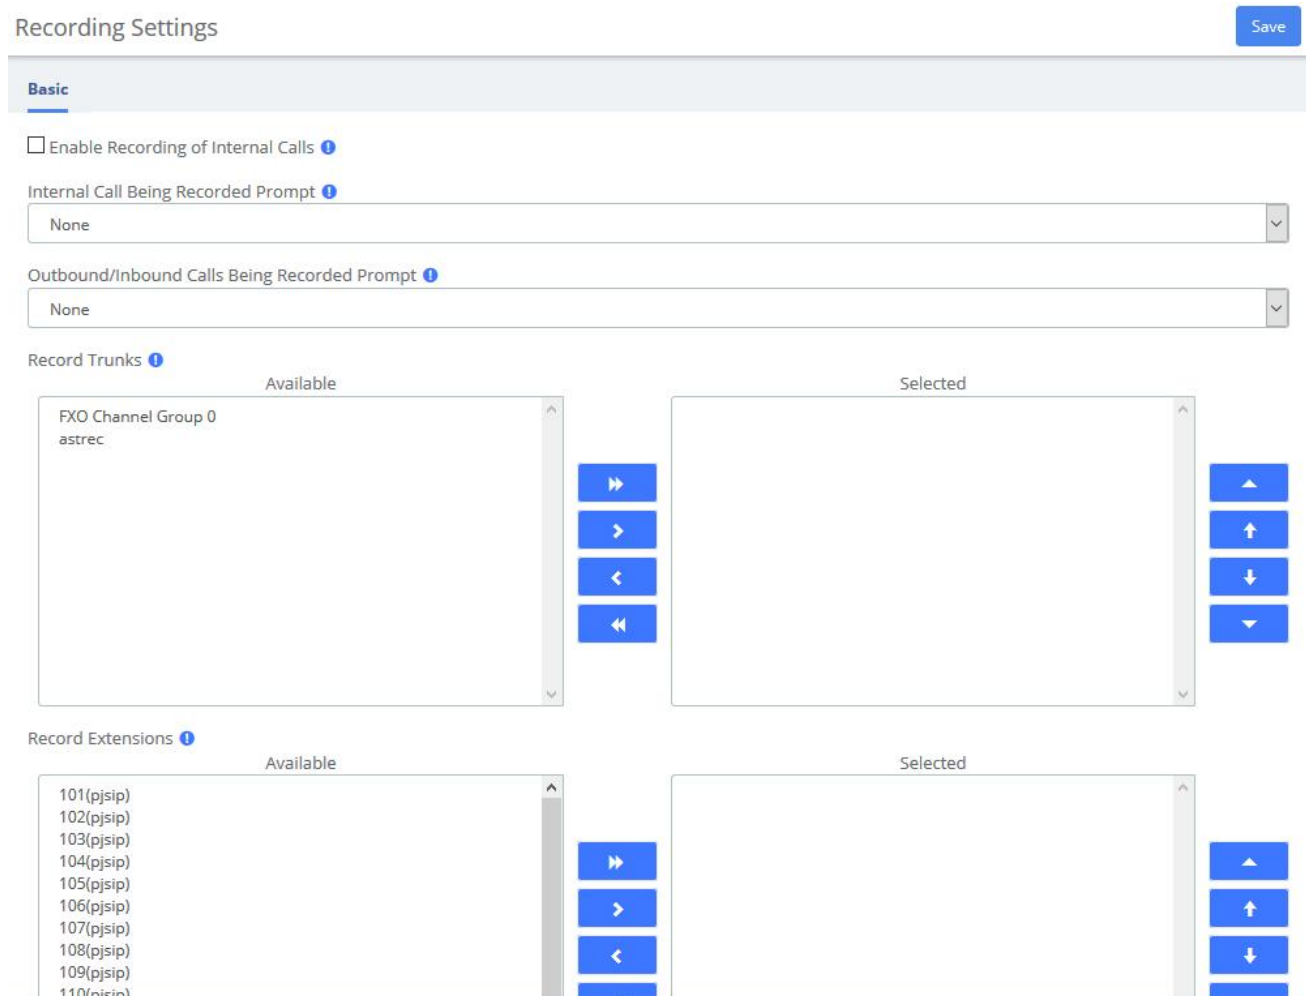 Recording Settings
Save
Basic
Enable Recording of Internal Calls
Internal Call Being Recorded Prompt
None
Outbound/Inbound Calls Being Recorded Prompt
None
Record Trunks
Available
Selected
FXO Channel Group 0
astrec
Record Extensions
Available
Selected
101(pjsip)
102(pjsip)
103(pjsip)
104(pjsip)
105(pjsip)
106(pjsip)
107(pjsip)
108(pjsip)
109(pjsip)
110(pjsip)